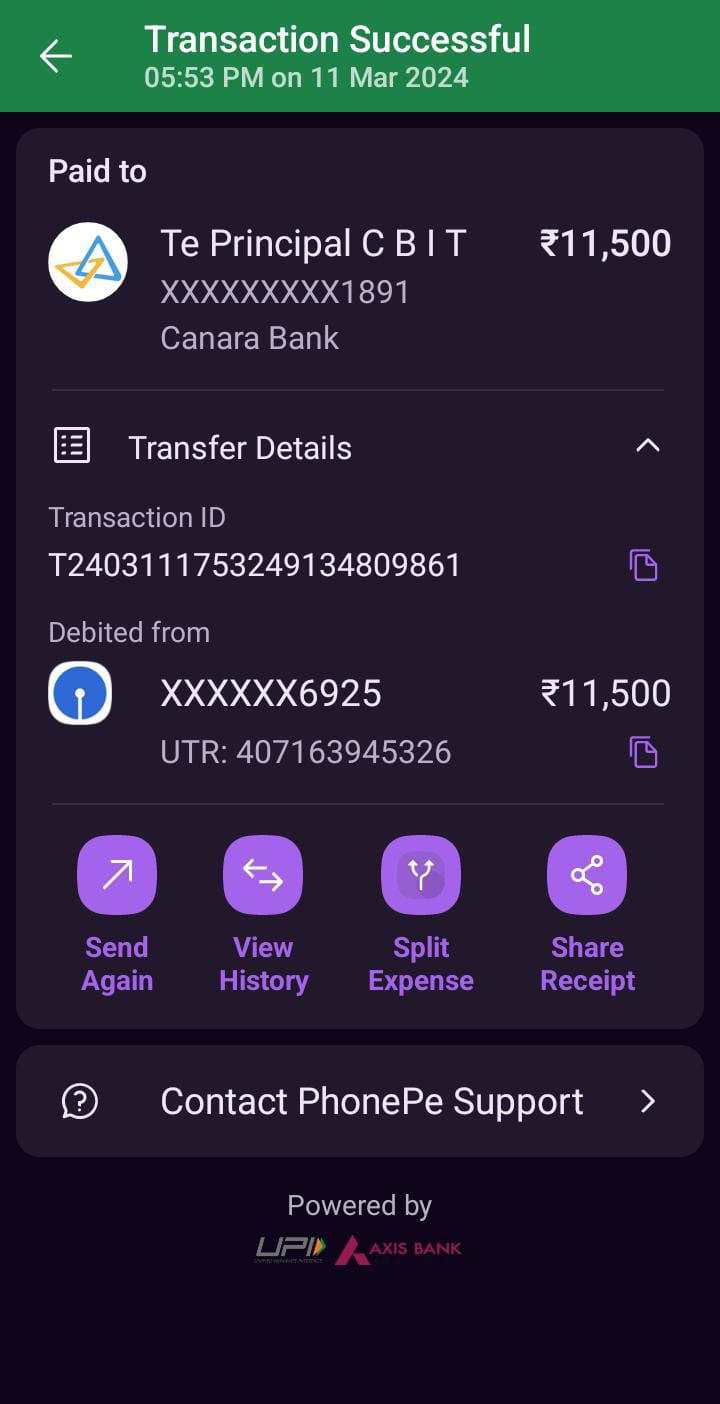 Transaction Successful
05:53 PM on 11 Mar 2024
Paid to
Te Principal C B I T ₹11,500
XXXXXXXXX1891
Canara Bank
Transfer Details
Transaction ID
T2403111753249134809861
Debited from
XXXXXX6925 ₹11,500
UTR: 407163945326
Send Again
View History
Split Expense
Share Receipt
Contact PhonePe Support
Powered by
UPI AXIS BANK
UNIFIED PAYMENTS INTERFACE